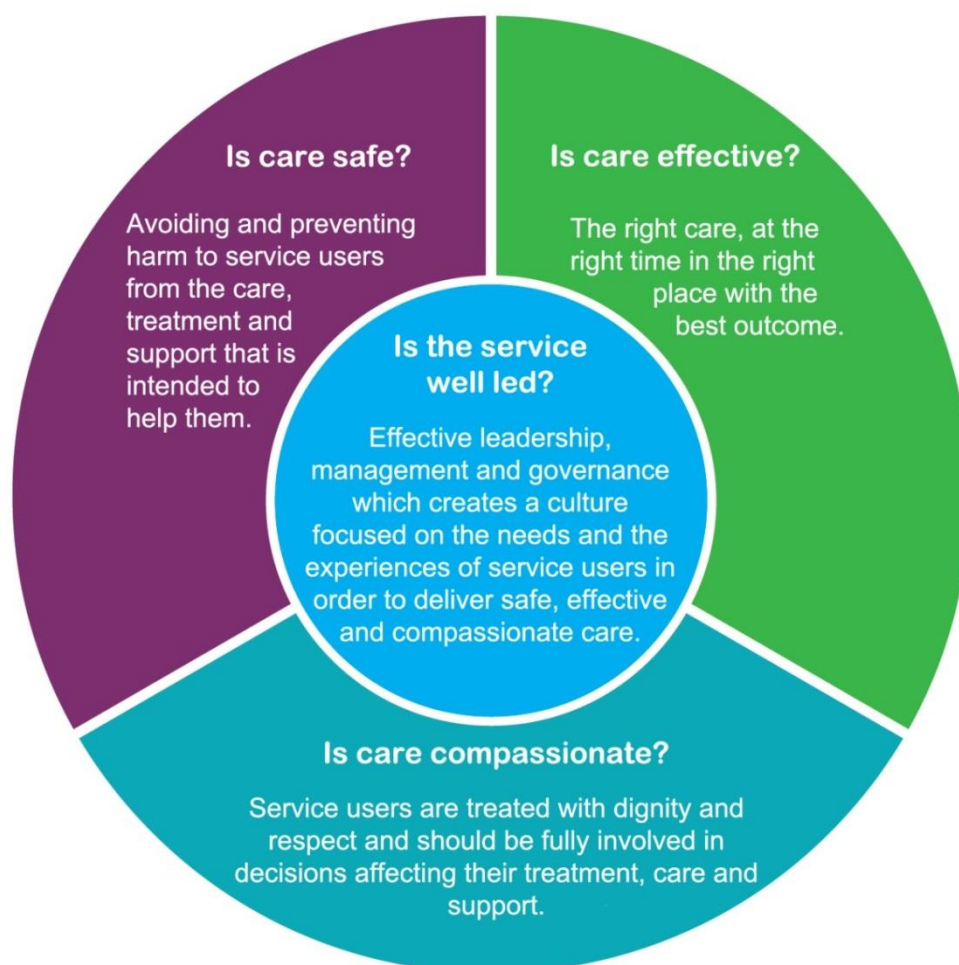 Is care safe?
Avoiding and preventing
harm to service users
from the care,
treatment and
support that is
intended to
help them.
Is care effective?
The right care, at the
right time in the right
place with the
best outcome.
Is the service
well led?
Effective leadership,
management and governance
which creates a culture
focused on the needs and the
experiences of service users in
order to deliver safe, effective
and compassionate care.
Is care compassionate?
Service users are treated with dignity and
respect and should be fully involved in
decisions affecting their treatment, care and
support.